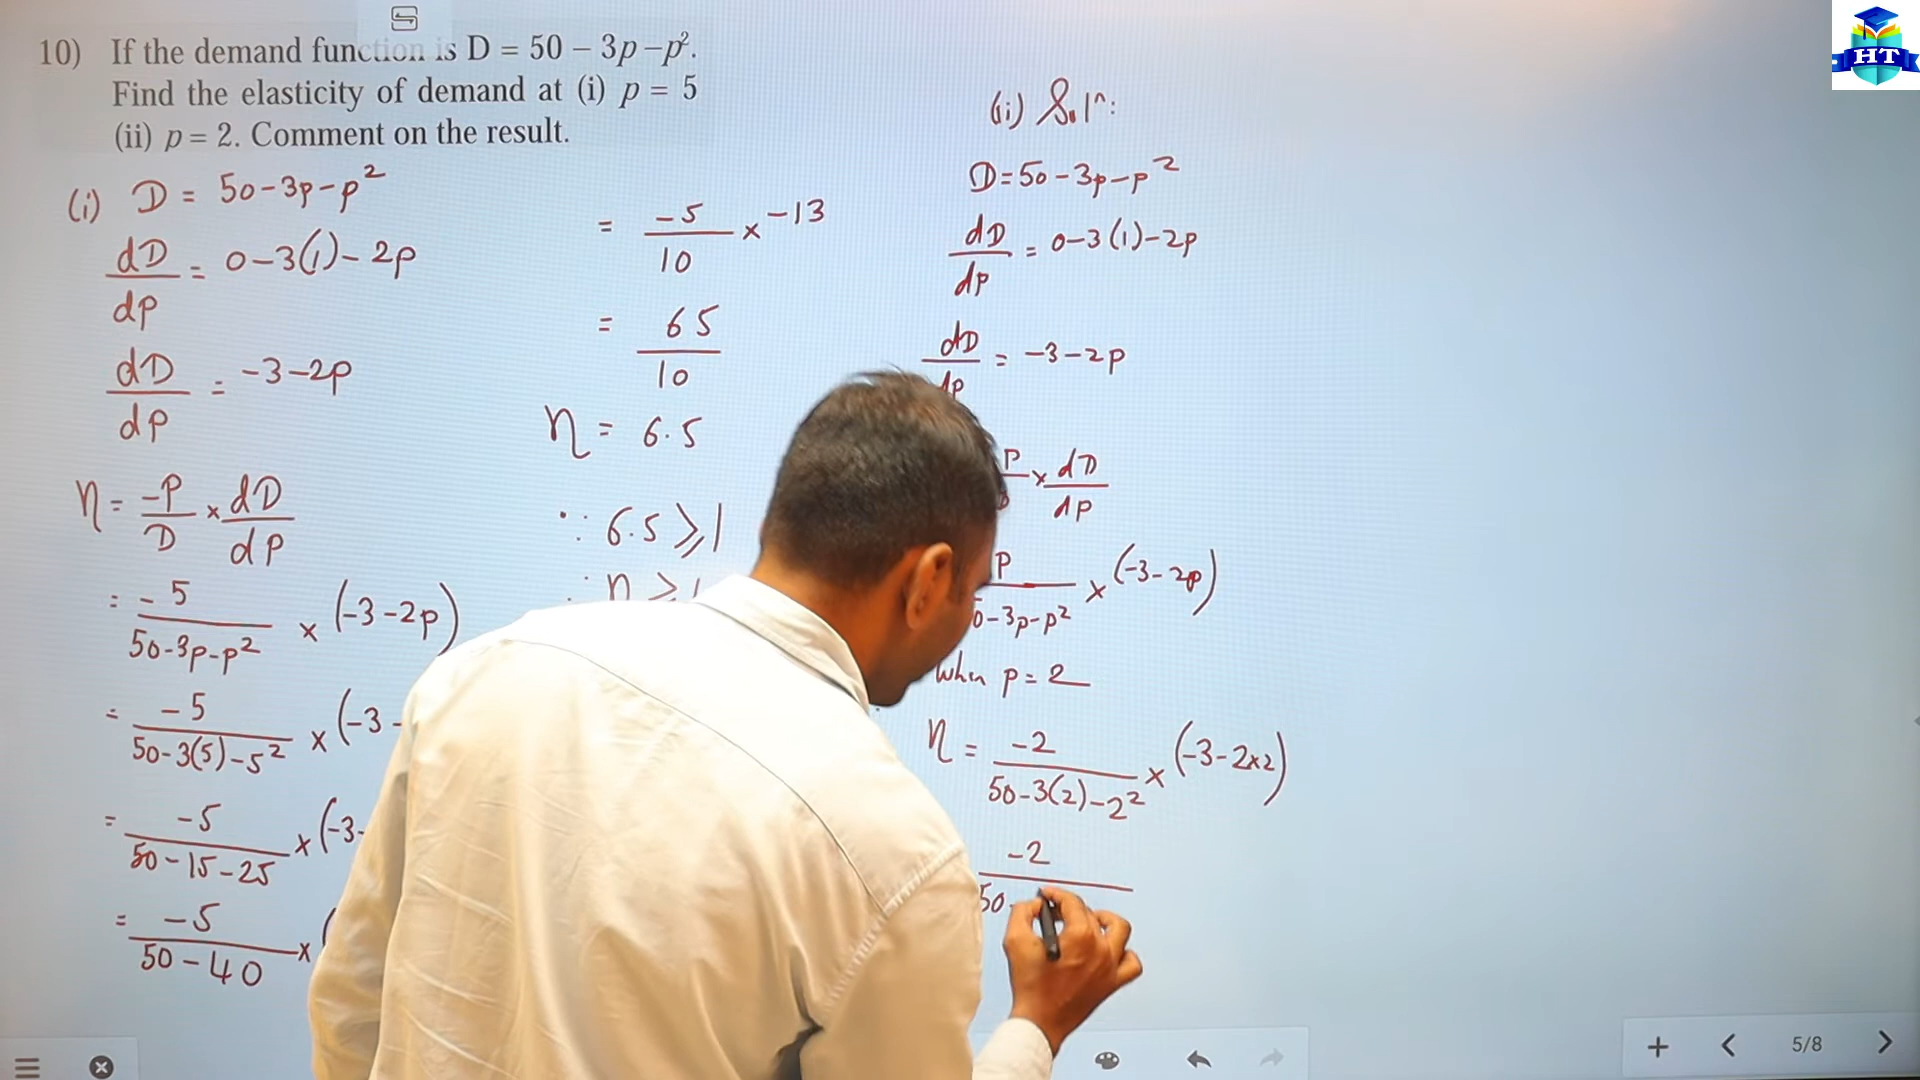 10) If the demand function is D = 50 – 3p – p².
Find the elasticity of demand at (i) p = 5
(ii) p = 2. Comment on the result.
(i) D = 50-3p-p²
dD/dp = 0-3(1)-2p
dD/dp = -3-2p
η = -P/D × dD/dP
= -5/50-3p-p² × (-3-2p)
= -5/50-3(5)-5² × (-3-
= -5/50-15-25 × (-3-
= -5/50-40 × (
= -5/10 × -13
= 65/10
η = 6.5
∵ 6.5 ⩾ 1
η ⩾ 1
(ii) Solⁿ:
D=50-3p-p²
dD/dp = 0-3(1)-2p
dD/dp = -3-2p
P × dD/dp
P/0-3p-p² × (-3-2p)
When p=2
η = -2/50-3(2)-2² × (-3-2×2)
-2/50-
HT
5/8